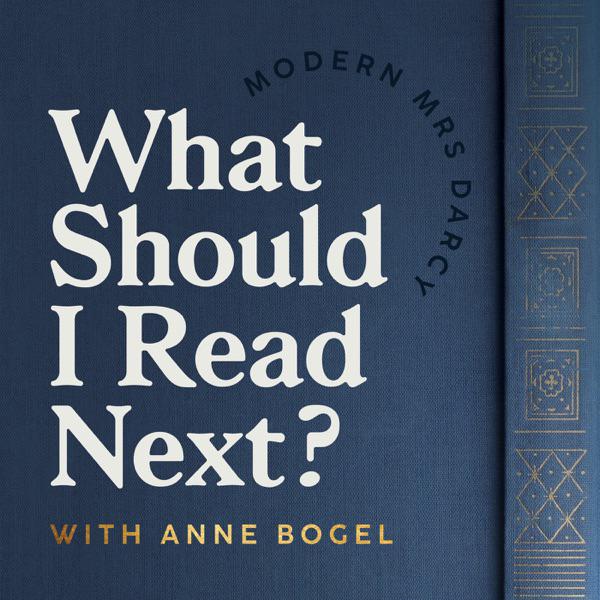 MODERN MRS DARCY
What
Should
I Read
Next?
WITH ANNE BOGEL